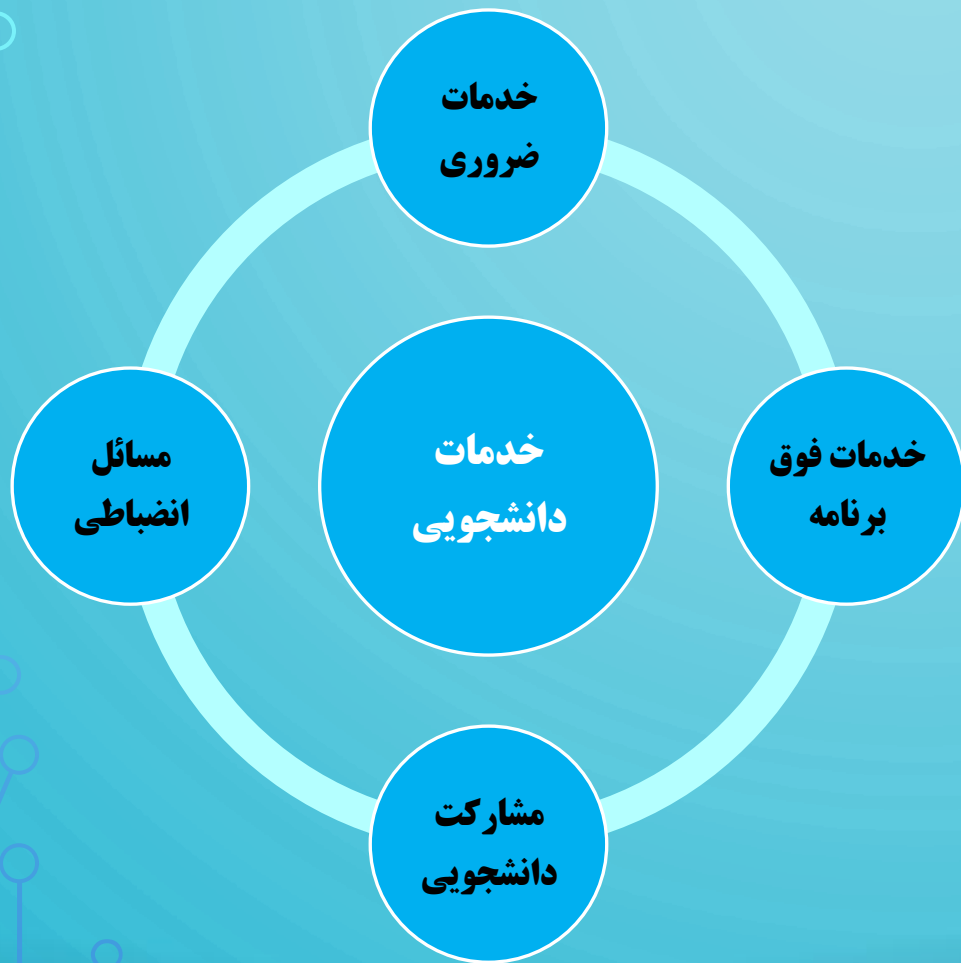 خدمات
ضروری
خدمات فوق
برنامه
خدمات
دانشجویی
مسائل
انضباطی
مشارکت
دانشجویی